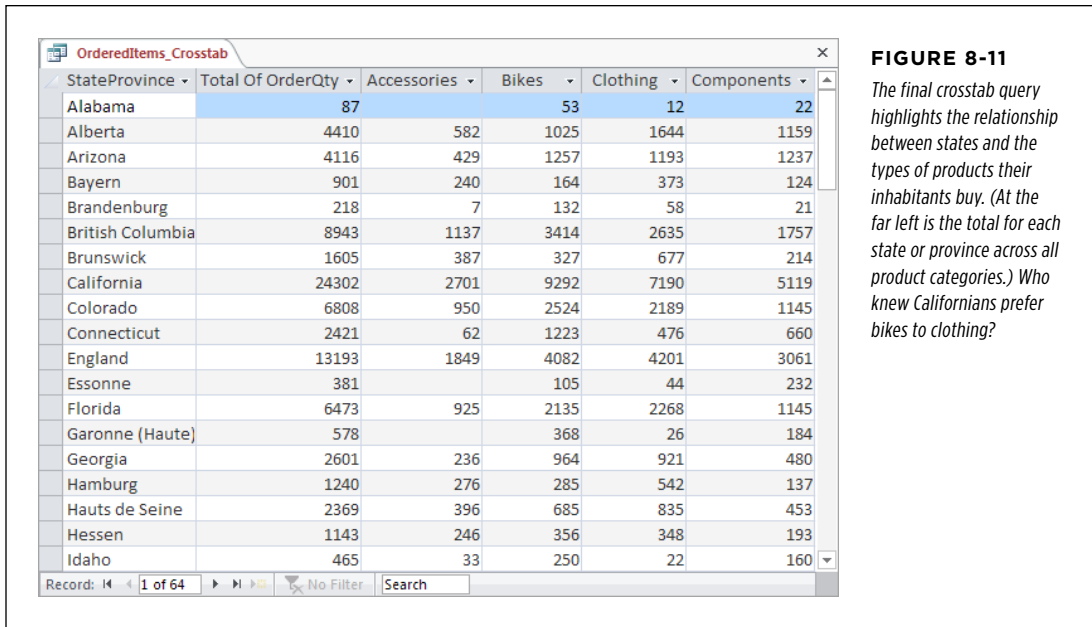 OrderedItems_Crosstab
StateProvince Total Of OrderQty Accessories Bikes Clothing Components
Alabama 87 53 12 22
Alberta 4410 582 1025 1644 1159
Arizona 4116 429 1257 1193 1237
Bayern 901 240 164 373 124
Brandenburg 218 7 132 58 21
British Columbia 8943 1137 3414 2635 1757
Brunswick 1605 387 327 677 214
California 24302 2701 9292 7190 5119
Colorado 6808 950 2524 2189 1145
Connecticut 2421 62 1223 476 660
England 13193 1849 4082 4201 3061
Essonne 381 105 44 232
Florida 6473 925 2135 2268 1145
Garonne (Haute) 578 368 26 184
Georgia 2601 236 964 921 480
Hamburg 1240 276 285 542 137
Hauts de Seine 2369 396 685 835 453
Hessen 1143 246 356 348 193
Idaho 465 33 250 22 160
Record: 1 of 64 No Filter Search
FIGURE 8-11
The final crosstab query
highlights the relationship
between states and the
types of products their
inhabitants buy. (At the
far left is the total for each
state or province across all
product categories.) Who
knew Californians prefer
bikes to clothing?